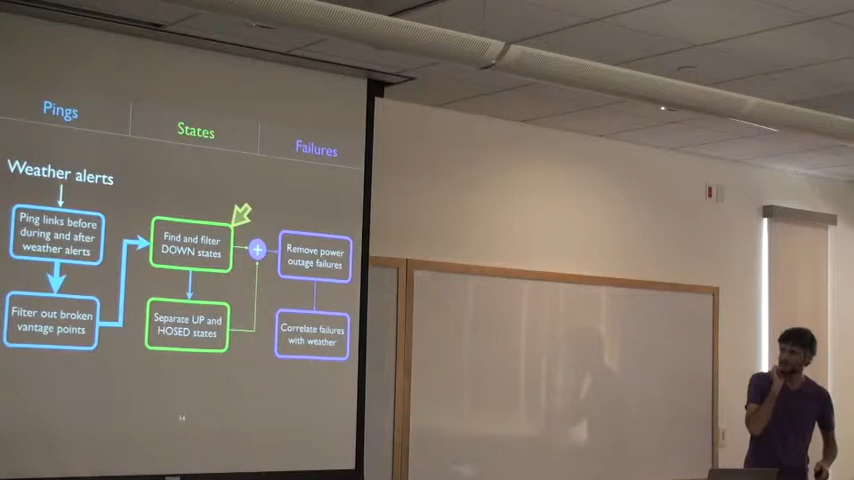 Pings
States
Failures
Weather alerts
Ping links before
during and after
weather alerts
Filter out broken
vantage points
Find and filter
DOWN states
Separate UP and
HOSED states
+
Remove power
outage failures
Correlate failures
with weather
14